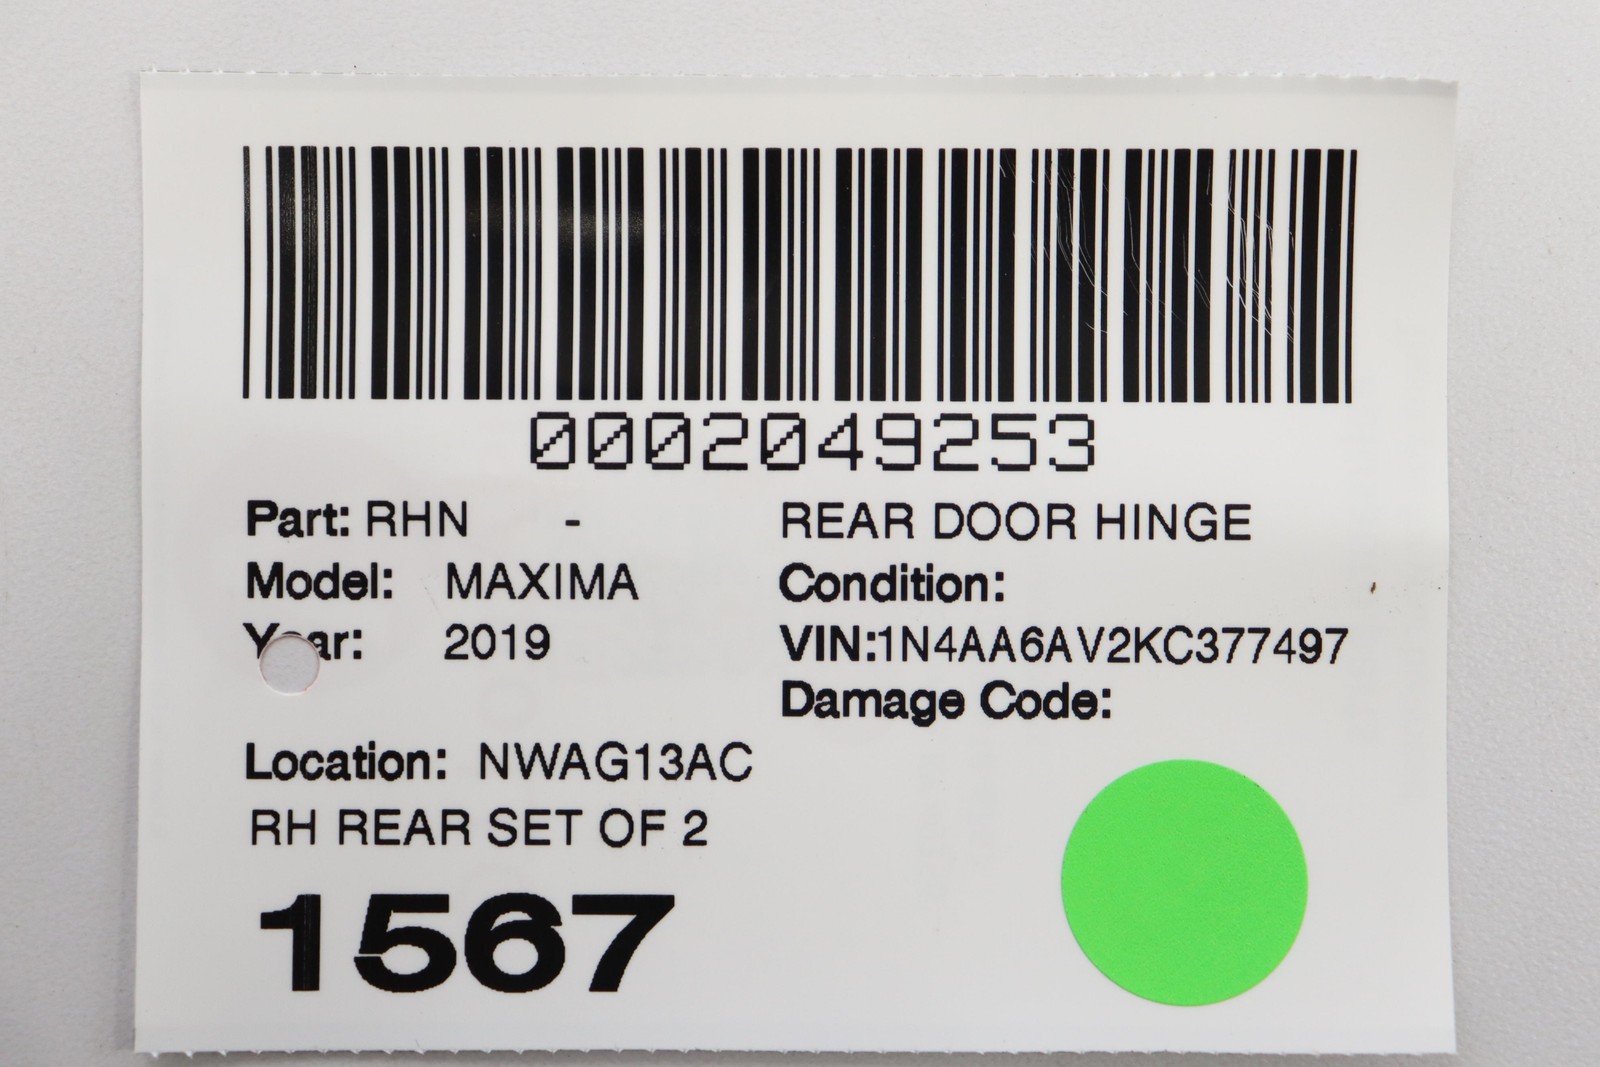 0002049253
Part: RHN - REAR DOOR HINGE
Model: MAXIMA Condition:
Year: 2019 VIN:1N4AA6AV2KC377497
Damage Code:
Location: NWAG13AC
RH REAR SET OF 2
1567